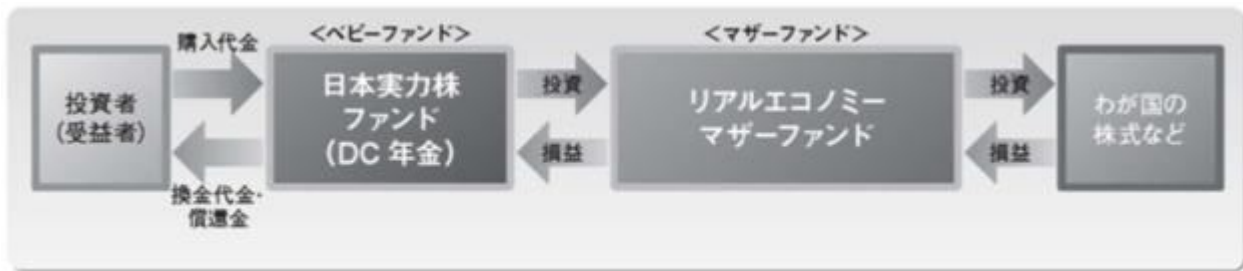 購入代金
<ベビーファンド>
<マザーファンド>
投資者
(受益者)
日本実力株
ファンド
(DC 年金)
投資
損益
リアルエコノミー
マザーファンド
投資
損益
わが国の
株式など
換金代金・
償還金